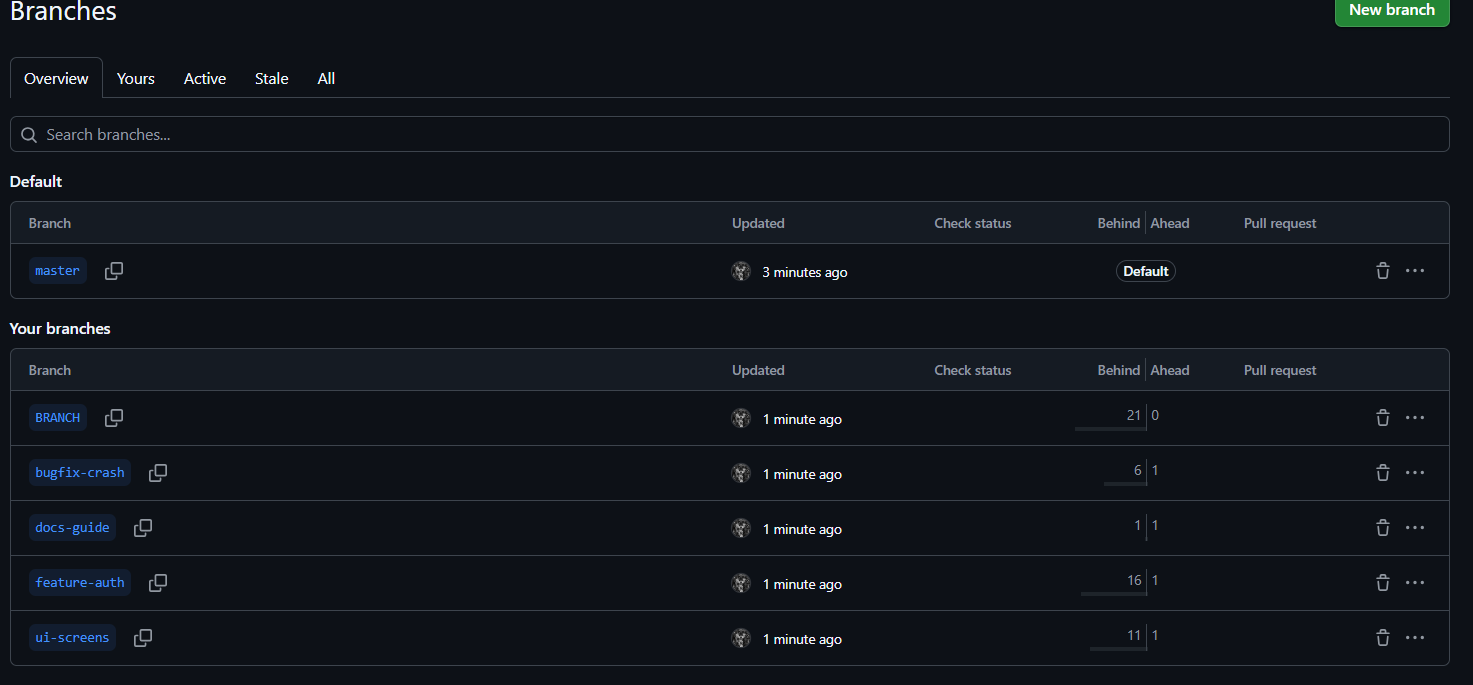 Branches New branch
Overview Yours Active Stale All
Search branches...
Default
Branch Updated Check status Behind Ahead Pull request
master 3 minutes ago Default
Your branches
Branch Updated Check status Behind Ahead Pull request
BRANCH 1 minute ago 21 0
bugfix-crash 1 minute ago 6 1
docs-guide 1 minute ago 1 1
feature-auth 1 minute ago 16 1
ui-screens 1 minute ago 11 1